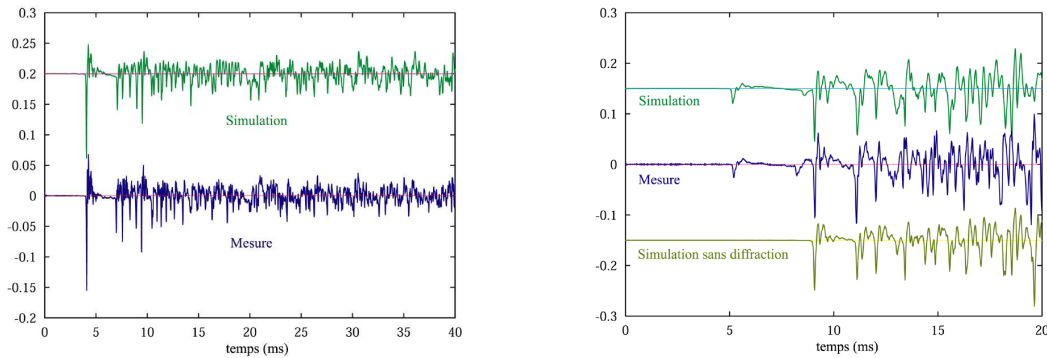 0.3
0.25
0.2
0.15
0.1
0.05
0
-0.05
-0.1
-0.15
-0.2
Simulation
Mesure
0 5 10 15 20 25 30 35 40
temps (ms)
0.3
0.2
0.1
0
-0.1
-0.2
-0.3
Simulation
Mesure
Simulation sans diffraction
0 5 10 15 20
temps (ms)